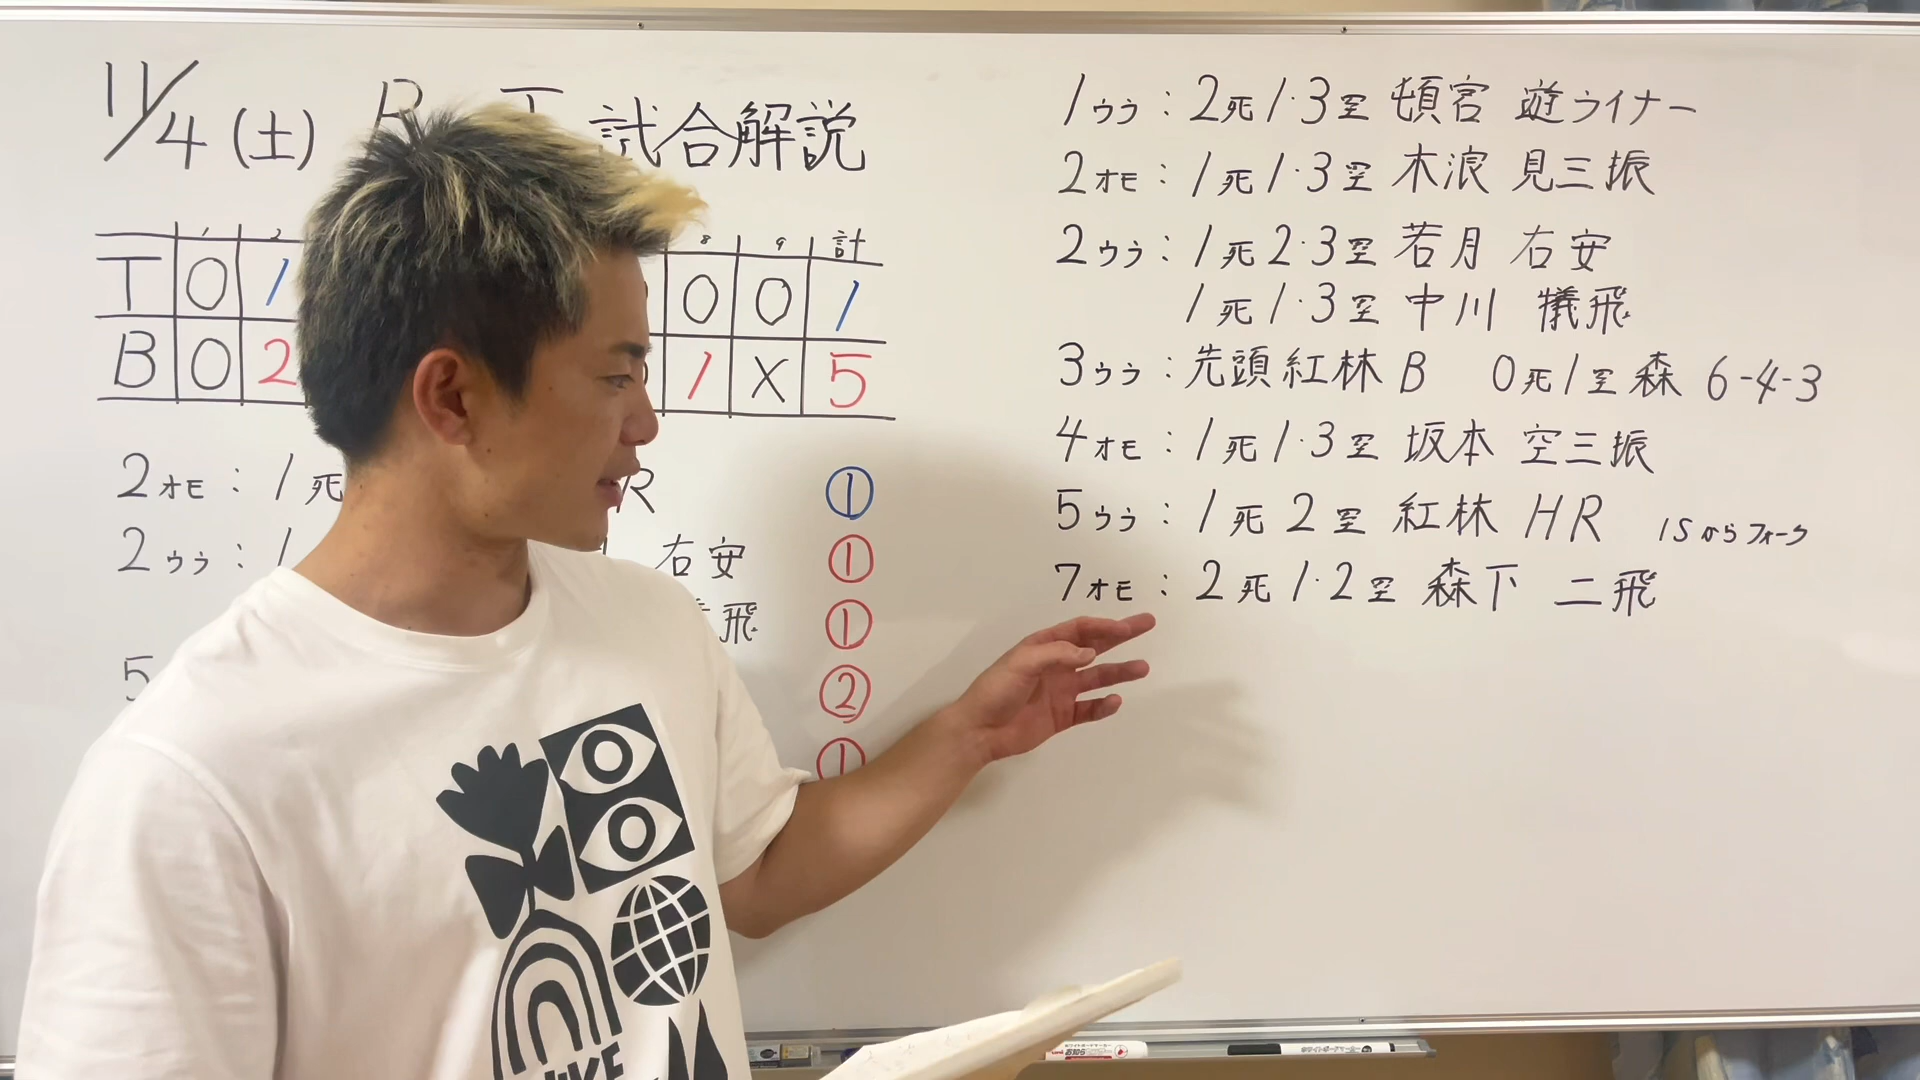 11/4(土) 試合解説
1 2 8 9 計
T 0 1 0 0 1
B 0 2 1 X 5
2オモ:1死 R ①
2ウラ:1 右安 ①
飛 ①
5 ②
①
1ウラ:2死1・3塁 頓宮 遊ライナー
2オモ:1死1・3塁 木浪 見三振
2ウラ:1死2・3塁 若月 右安
1死1・3塁 中川 犠飛
3ウラ:先頭紅林B 0死1塁 森 6-4-3
4オモ:1死1・3塁 坂本 空三振
5ウラ:1死2塁 紅林 HR 1Sからフォーク
7オモ:2死1・2塁 森下 二飛